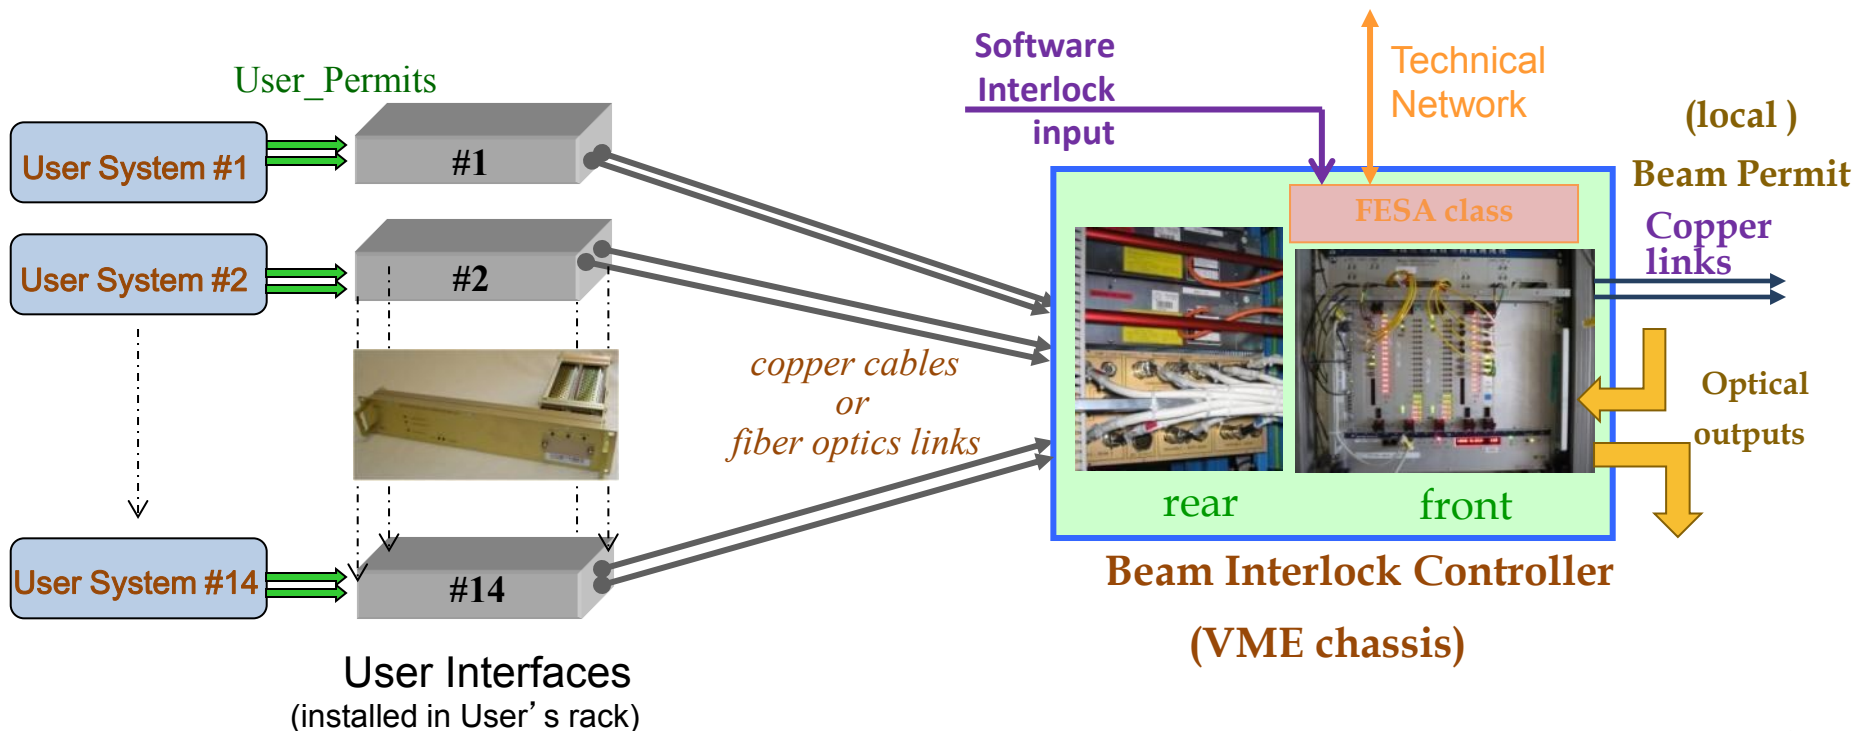 User_Permits
User System #1
#1
User System #2
#2
User System #14
#14
User Interfaces
(installed in User’s rack)
copper cables
or
fiber optics links
Software
Interlock
input
Technical
Network
FESA class
rear
front
Beam Interlock Controller
(VME chassis)
(local )
Beam Permit
Copper
links
Optical
outputs